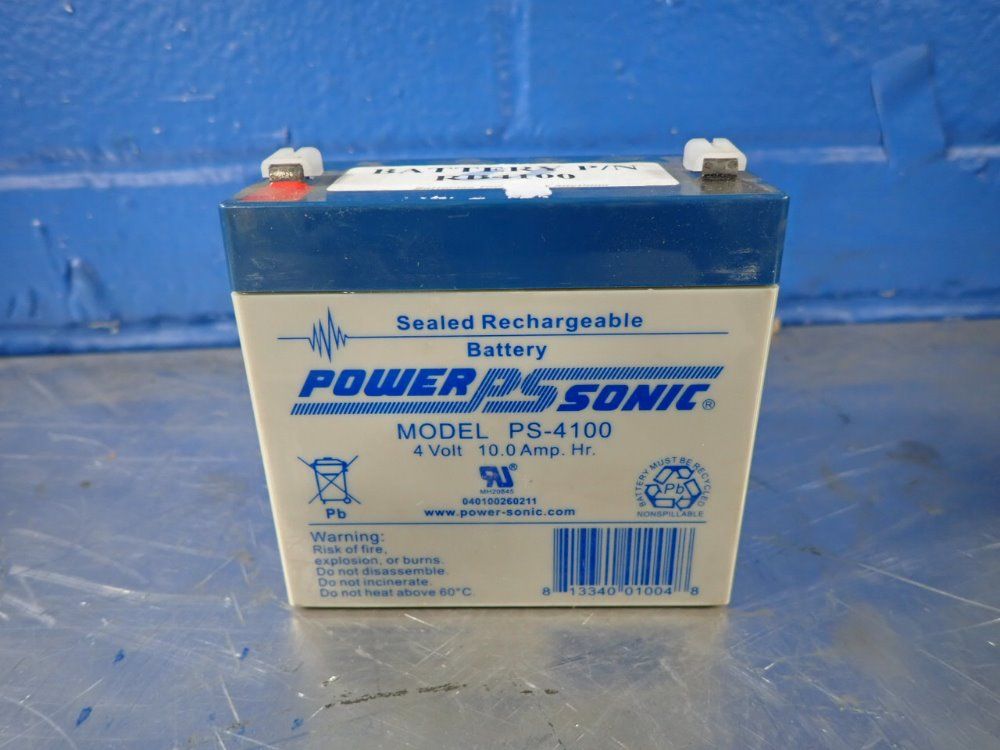 BATTERY P/N
Sealed Rechargeable
Battery
POWER PS SONIC®
MODEL PS-4100
4 Volt 10.0 Amp. Hr.
Pb
®
MH20845
040100260211
www.power-sonic.com
BATTERY MUST BE RECYCLED
Pb
NONSPILLABLE
Warning:
Risk of fire,
explosion, or burns.
Do not disassemble.
Do not incinerate.
Do not heat above 60°C.
8 13340 01004 8